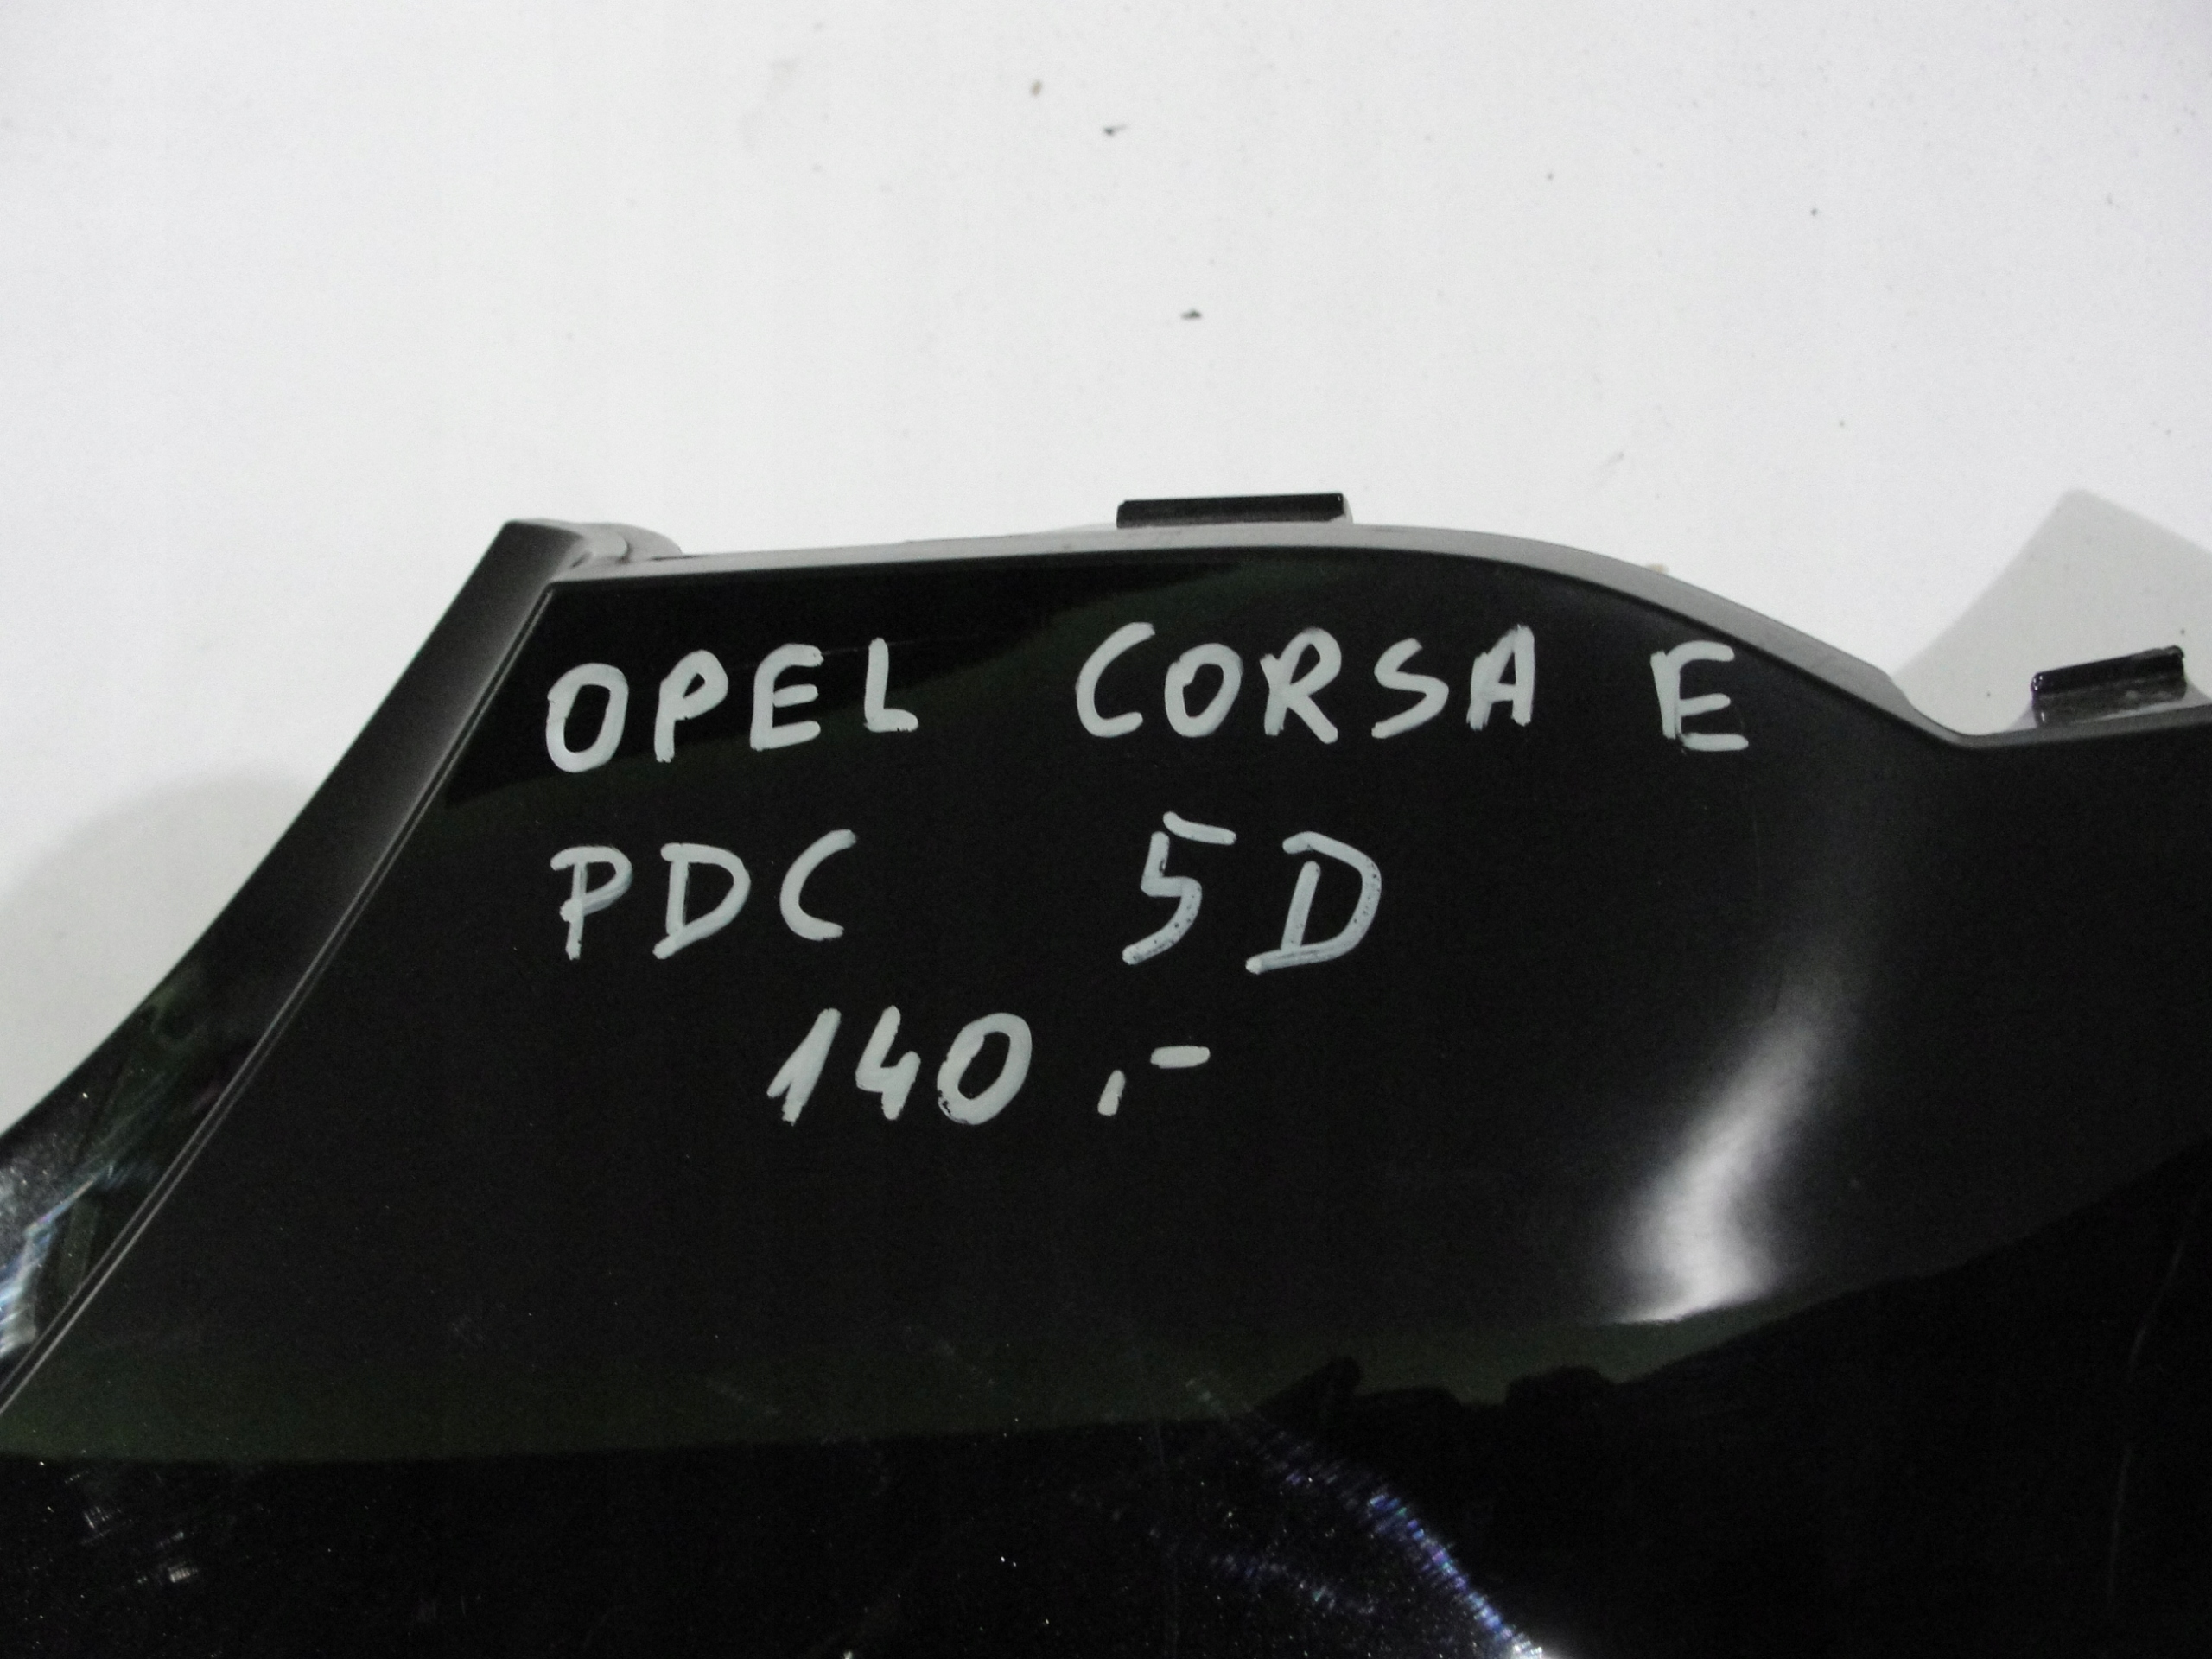 OPEL CORSA E
PDC 5D
140,-